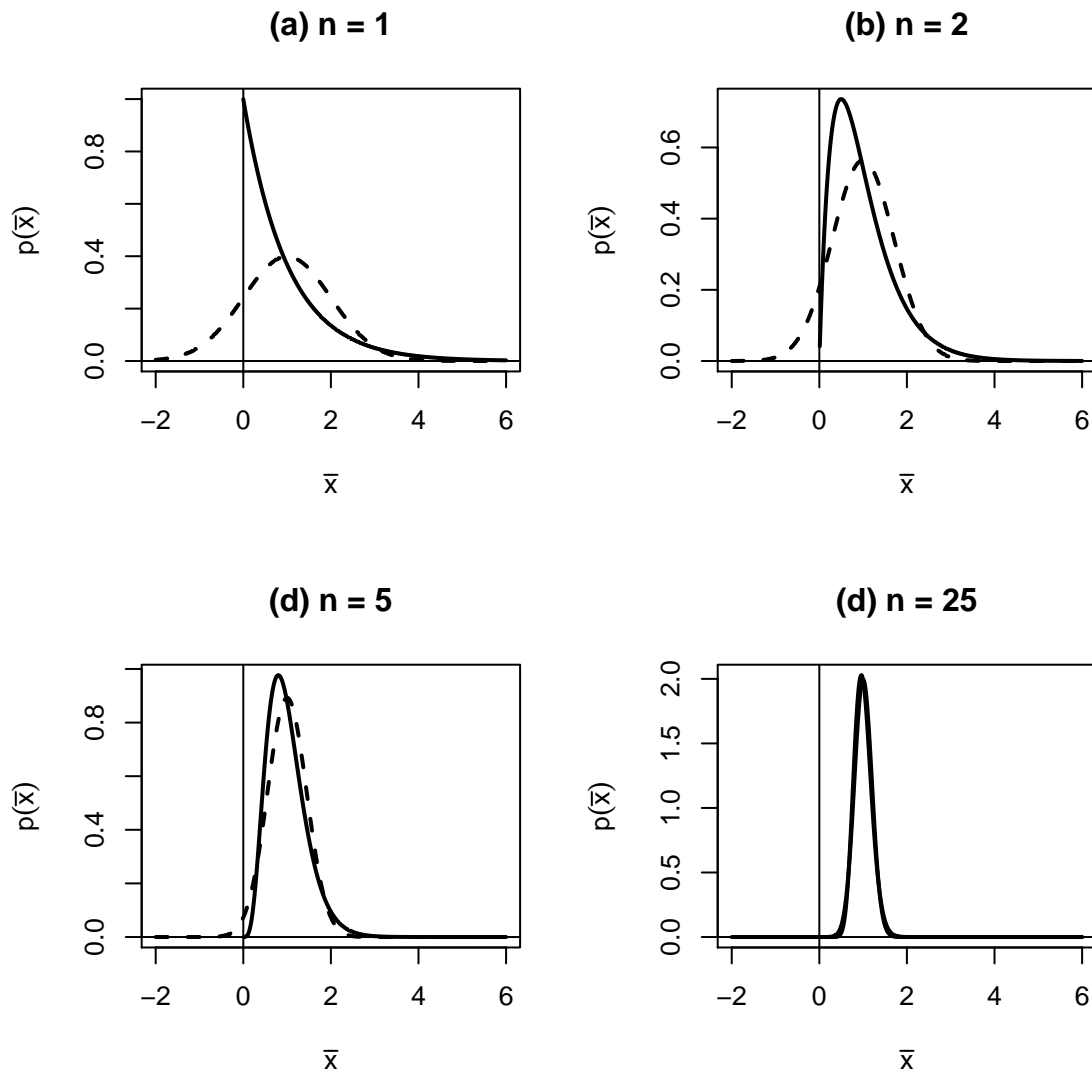 (a) n = 1
p(x̄)
0.0 0.4 0.8
−2 0 2 4 6
x̄
(b) n = 2
p(x̄)
0.0 0.2 0.4 0.6
−2 0 2 4 6
x̄
(d) n = 5
p(x̄)
0.0 0.4 0.8
−2 0 2 4 6
x̄
(d) n = 25
p(x̄)
0.0 0.5 1.0 1.5 2.0
−2 0 2 4 6
x̄